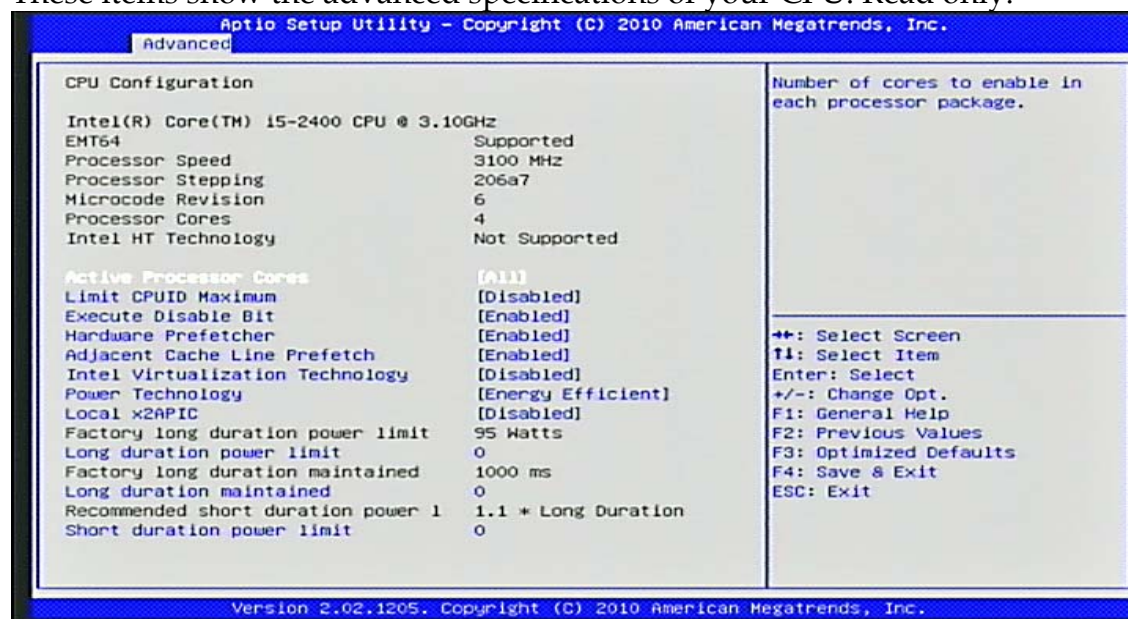 These items show the advanced specifications of your CPU. Read only.
Aptio Setup Utility – Copyright (C) 2010 American Megatrends, Inc.
Advanced
CPU Configuration
Intel(R) Core(TM) i5-2400 CPU @ 3.10GHz
EMT64 Supported
Processor Speed 3100 MHz
Processor Stepping 206a7
Microcode Revision 6
Processor Cores 4
Intel HT Technology Not Supported
Active Processor Cores [All]
Limit CPUID Maximum [Disabled]
Execute Disable Bit [Enabled]
Hardware Prefetcher [Enabled]
Adjacent Cache Line Prefetch [Enabled]
Intel Virtualization Technology [Disabled]
Power Technology [Energy Efficient]
Local x2APIC [Disabled]
Factory long duration power limit 95 Watts
Long duration power limit 0
Factory long duration maintained 1000 ms
Long duration maintained 0
Recommended short duration power l 1.1 * Long Duration
Short duration power limit 0
Number of cores to enable in
each processor package.
→←: Select Screen
↑↓: Select Item
Enter: Select
+/-: Change Opt.
F1: General Help
F2: Previous Values
F3: Optimized Defaults
F4: Save & Exit
ESC: Exit
Version 2.02.1205. Copyright (C) 2010 American Megatrends, Inc.